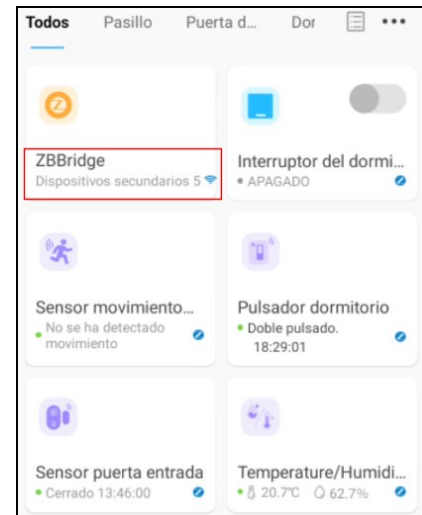 Todos Pasillo Puerta d... Dor
ZBBridge
Dispositivos secundarios 5
Interruptor del dormi...
APAGADO
Sensor movimiento...
No se ha detectado
movimiento
Pulsador dormitorio
Doble pulsado.
18:29:01
Sensor puerta entrada
Cerrado 13:46:00
Temperature/Humidi...
20.7°C 62.7%